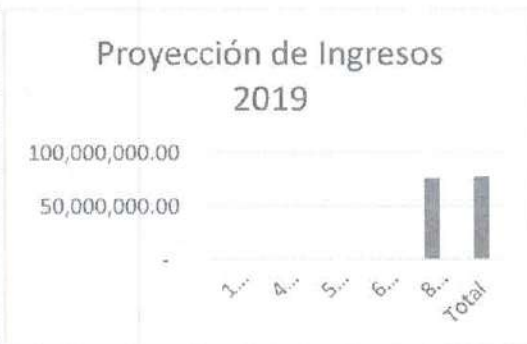 Proyección de Ingresos
2019
100,000,000.00
50,000,000.00
-
1... 4... 5... 6... 8... Total